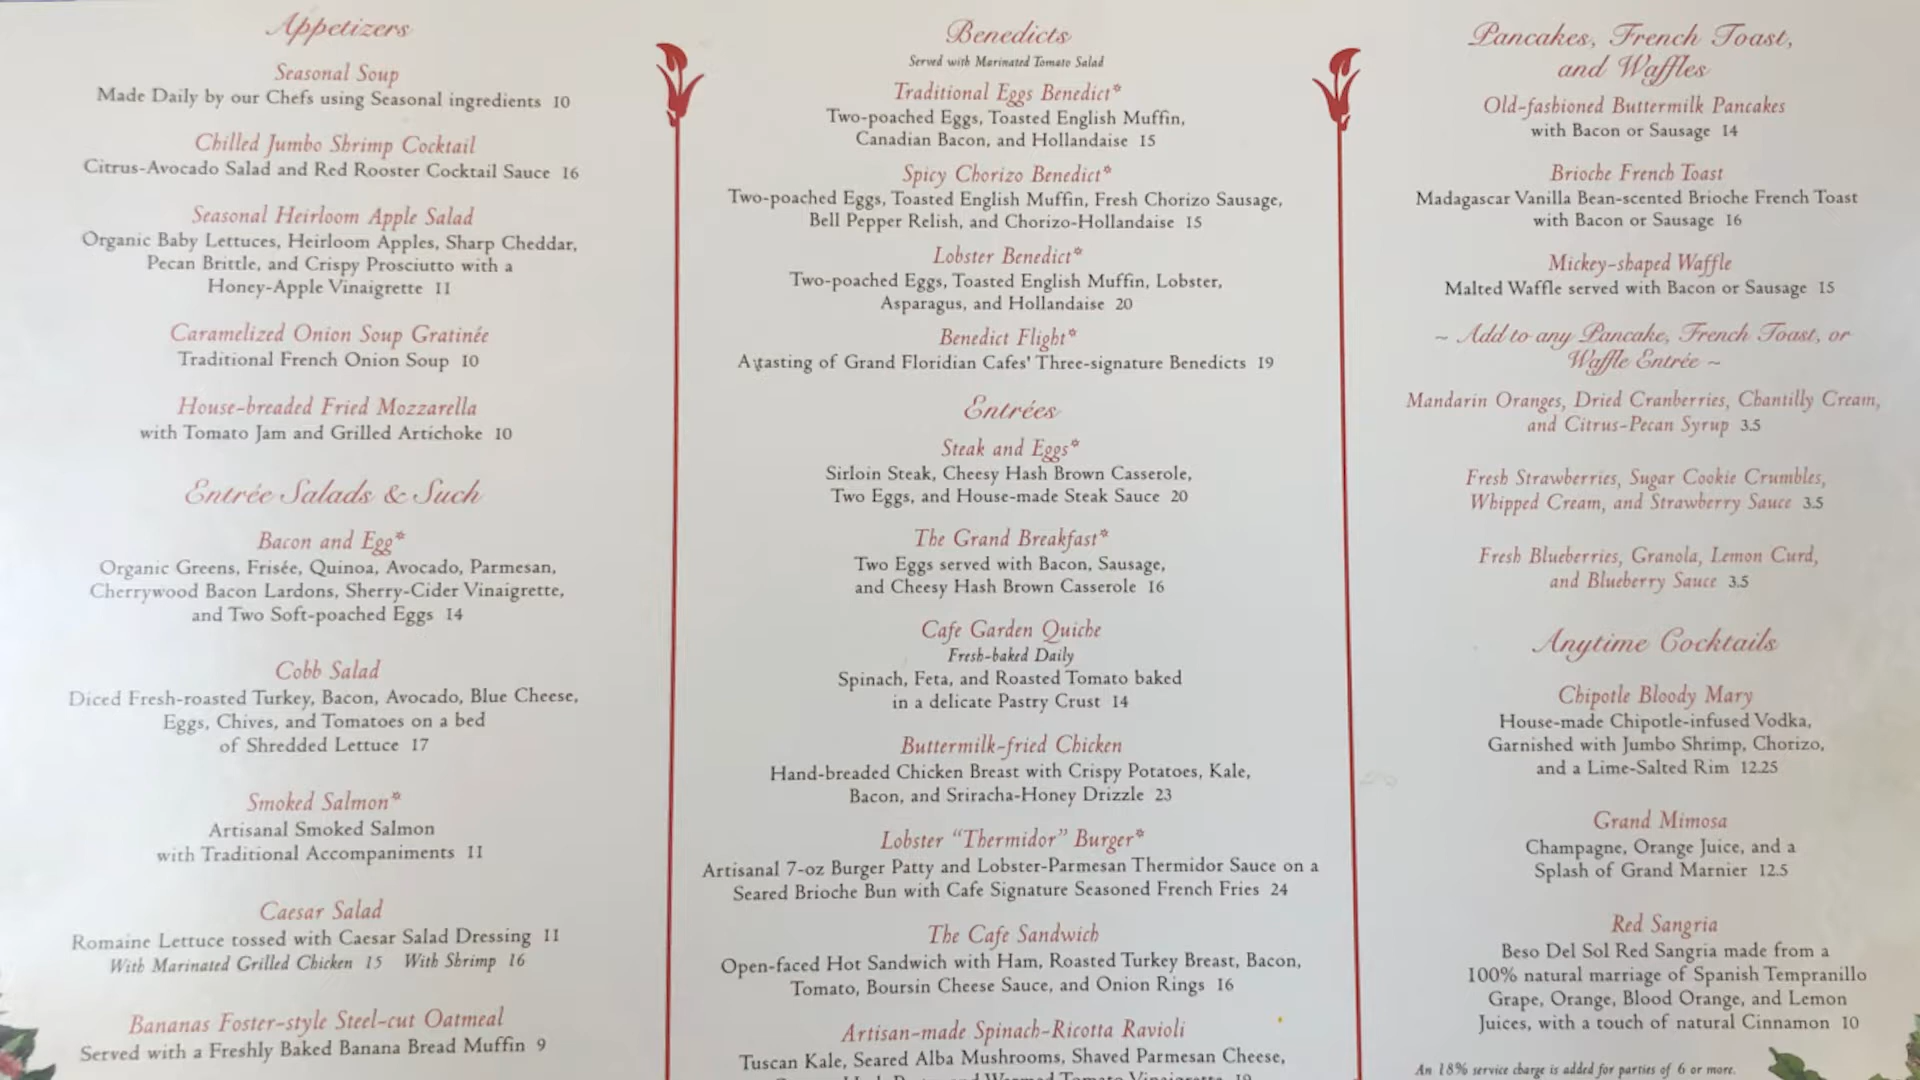 Appetizers
Seasonal Soup
Made Daily by our Chefs using Seasonal ingredients 10
Chilled Jumbo Shrimp Cocktail
Citrus-Avocado Salad and Red Rooster Cocktail Sauce 16
Seasonal Heirloom Apple Salad
Organic Baby Lettuces, Heirloom Apples, Sharp Cheddar,
Pecan Brittle, and Crispy Prosciutto with a
Honey-Apple Vinaigrette 11
Caramelized Onion Soup Gratinée
Traditional French Onion Soup 10
House-breaded Fried Mozzarella
with Tomato Jam and Grilled Artichoke 10
Entrée Salads & Such
Bacon and Egg*
Organic Greens, Frisée, Quinoa, Avocado, Parmesan,
Cherrywood Bacon Lardons, Sherry-Cider Vinaigrette,
and Two Soft-poached Eggs 14
Cobb Salad
Diced Fresh-roasted Turkey, Bacon, Avocado, Blue Cheese,
Eggs, Chives, and Tomatoes on a bed
of Shredded Lettuce 17
Smoked Salmon*
Artisanal Smoked Salmon
with Traditional Accompaniments 11
Caesar Salad
Romaine Lettuce tossed with Caesar Salad Dressing 11
With Marinated Grilled Chicken 15 With Shrimp 16
Bananas Foster-style Steel-cut Oatmeal
Served with a Freshly Baked Banana Bread Muffin 9
Benedicts
Served with Marinated Tomato Salad
Traditional Eggs Benedict*
Two-poached Eggs, Toasted English Muffin,
Canadian Bacon, and Hollandaise 15
Spicy Chorizo Benedict*
Two-poached Eggs, Toasted English Muffin, Fresh Chorizo Sausage,
Bell Pepper Relish, and Chorizo-Hollandaise 15
Lobster Benedict*
Two-poached Eggs, Toasted English Muffin, Lobster,
Asparagus, and Hollandaise 20
Benedict Flight*
A tasting of Grand Floridian Cafes' Three-signature Benedicts 19
Entrées
Steak and Eggs*
Sirloin Steak, Cheesy Hash Brown Casserole,
Two Eggs, and House-made Steak Sauce 20
The Grand Breakfast*
Two Eggs served with Bacon, Sausage,
and Cheesy Hash Brown Casserole 16
Cafe Garden Quiche
Fresh-baked Daily
Spinach, Feta, and Roasted Tomato baked
in a delicate Pastry Crust 14
Buttermilk-fried Chicken
Hand-breaded Chicken Breast with Crispy Potatoes, Kale,
Bacon, and Sriracha-Honey Drizzle 23
Lobster “Thermidor” Burger*
Artisanal 7-oz Burger Patty and Lobster-Parmesan Thermidor Sauce on a
Seared Brioche Bun with Cafe Signature Seasoned French Fries 24
The Cafe Sandwich
Open-faced Hot Sandwich with Ham, Roasted Turkey Breast, Bacon,
Tomato, Boursin Cheese Sauce, and Onion Rings 16
Artisan-made Spinach-Ricotta Ravioli
Tuscan Kale, Seared Alba Mushrooms, Shaved Parmesan Cheese,
Pancakes, French Toast,
and Waffles
Old-fashioned Buttermilk Pancakes
with Bacon or Sausage 14
Brioche French Toast
Madagascar Vanilla Bean-scented Brioche French Toast
with Bacon or Sausage 16
Mickey-shaped Waffle
Malted Waffle served with Bacon or Sausage 15
~ Add to any Pancake, French Toast, or
Waffle Entrée ~
Mandarin Oranges, Dried Cranberries, Chantilly Cream,
and Citrus-Pecan Syrup 3.5
Fresh Strawberries, Sugar Cookie Crumbles,
Whipped Cream, and Strawberry Sauce 3.5
Fresh Blueberries, Granola, Lemon Curd,
and Blueberry Sauce 3.5
Anytime Cocktails
Chipotle Bloody Mary
House-made Chipotle-infused Vodka,
Garnished with Jumbo Shrimp, Chorizo,
and a Lime-Salted Rim 12.25
Grand Mimosa
Champagne, Orange Juice, and a
Splash of Grand Marnier 12.5
Red Sangria
Beso Del Sol Red Sangria made from a
100% natural marriage of Spanish Tempranillo
Grape, Orange, Blood Orange, and Lemon
Juices, with a touch of natural Cinnamon 10
An 18% service charge is added for parties of 6 or more.